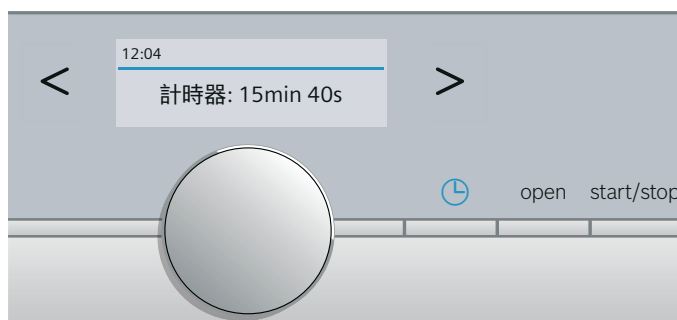 12:04
< 計時器: 15min 40s >
open start/stop